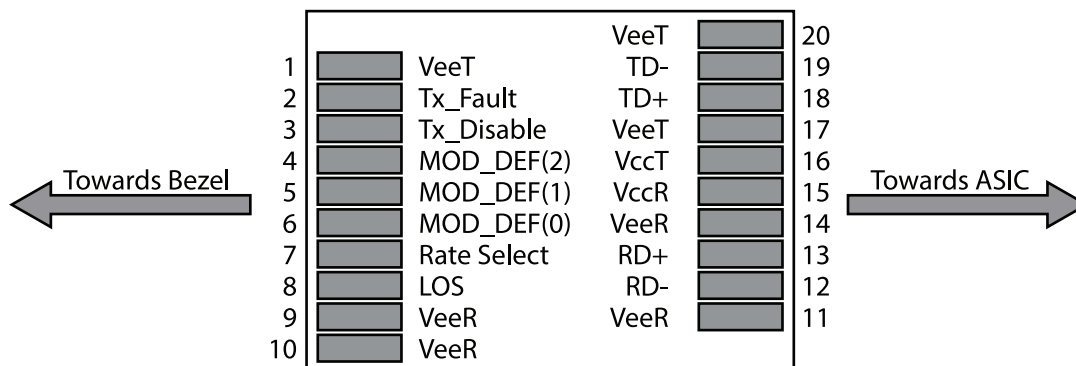 VeeT 20
1 VeeT TD- 19
2 Tx_Fault TD+ 18
3 Tx_Disable VeeT 17
4 MOD_DEF(2) VccT 16
Towards Bezel 5 MOD_DEF(1) VccR 15 Towards ASIC
6 MOD_DEF(0) VeeR 14
7 Rate Select RD+ 13
8 LOS RD- 12
9 VeeR VeeR 11
10 VeeR